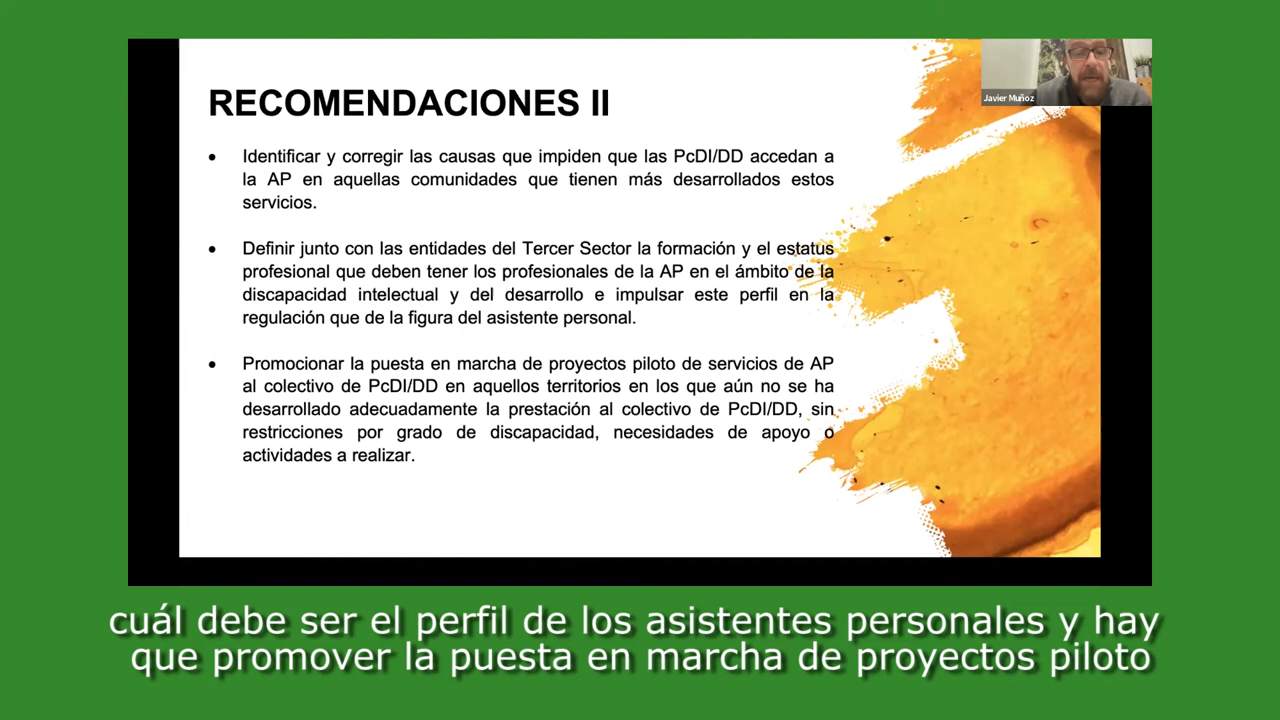 Javier Muñoz
RECOMENDACIONES II
• Identificar y corregir las causas que impiden que las PcDI/DD accedan a
la AP en aquellas comunidades que tienen más desarrollados estos
servicios.
• Definir junto con las entidades del Tercer Sector la formación y el estatus
profesional que deben tener los profesionales de la AP en el ámbito de la
discapacidad intelectual y del desarrollo e impulsar este perfil en la
regulación que de la figura del asistente personal.
• Promocionar la puesta en marcha de proyectos piloto de servicios de AP
al colectivo de PcDI/DD en aquellos territorios en los que aún no se ha
desarrollado adecuadamente la prestación al colectivo de PcDI/DD, sin
restricciones por grado de discapacidad, necesidades de apoyo o
actividades a realizar.
cuál debe ser el perfil de los asistentes personales y hay
que promover la puesta en marcha de proyectos piloto